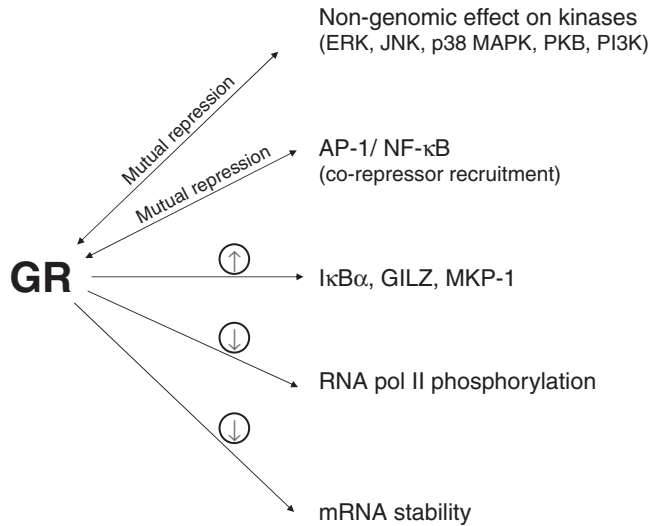 Non-genomic effect on kinases
(ERK, JNK, p38 MAPK, PKB, PI3K)
Mutual repression
AP-1/ NF-κB
(co-repressor recruitment)
Mutual repression
GR
↑
IκBα, GILZ, MKP-1
↓
RNA pol II phosphorylation
↓
mRNA stability